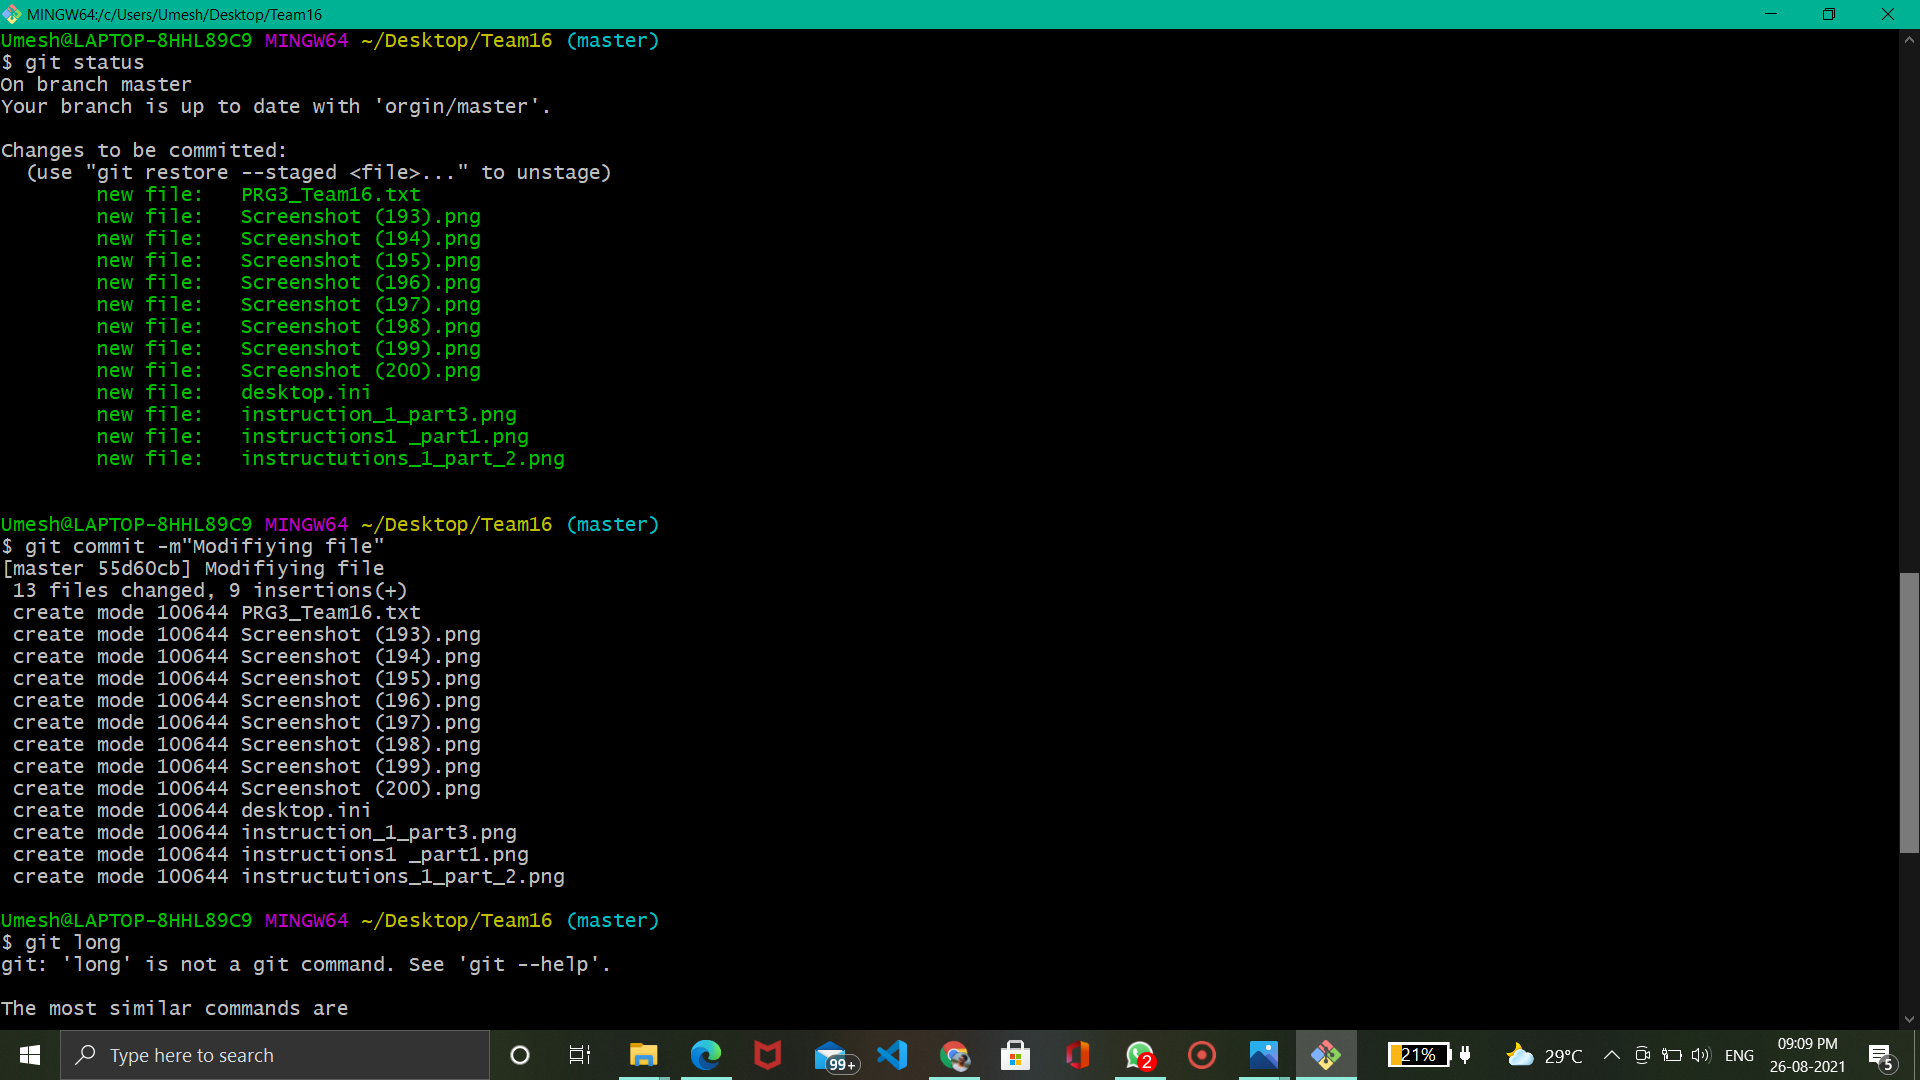 MINGW64:/c/Users/Umesh/Desktop/Team16
Umesh@LAPTOP-8HHL89C9 MINGW64 ~/Desktop/Team16 (master)
$ git status
On branch master
Your branch is up to date with 'orgin/master'.
Changes to be committed:
  (use "git restore --staged <file>..." to unstage)
        new file:   PRG3_Team16.txt
        new file:   Screenshot (193).png
        new file:   Screenshot (194).png
        new file:   Screenshot (195).png
        new file:   Screenshot (196).png
        new file:   Screenshot (197).png
        new file:   Screenshot (198).png
        new file:   Screenshot (199).png
        new file:   Screenshot (200).png
        new file:   desktop.ini
        new file:   instruction_1_part3.png
        new file:   instructions1 _part1.png
        new file:   instructutions_1_part_2.png
Umesh@LAPTOP-8HHL89C9 MINGW64 ~/Desktop/Team16 (master)
$ git commit -m"Modifiying file"
[master 55d60cb] Modifiying file
 13 files changed, 9 insertions(+)
 create mode 100644 PRG3_Team16.txt
 create mode 100644 Screenshot (193).png
 create mode 100644 Screenshot (194).png
 create mode 100644 Screenshot (195).png
 create mode 100644 Screenshot (196).png
 create mode 100644 Screenshot (197).png
 create mode 100644 Screenshot (198).png
 create mode 100644 Screenshot (199).png
 create mode 100644 Screenshot (200).png
 create mode 100644 desktop.ini
 create mode 100644 instruction_1_part3.png
 create mode 100644 instructions1 _part1.png
 create mode 100644 instructutions_1_part_2.png
Umesh@LAPTOP-8HHL89C9 MINGW64 ~/Desktop/Team16 (master)
$ git long
git: 'long' is not a git command. See 'git --help'.
The most similar commands are
Type here to search
99+
2
21%
29°C
ENG
09:09 PM
26-08-2021
5